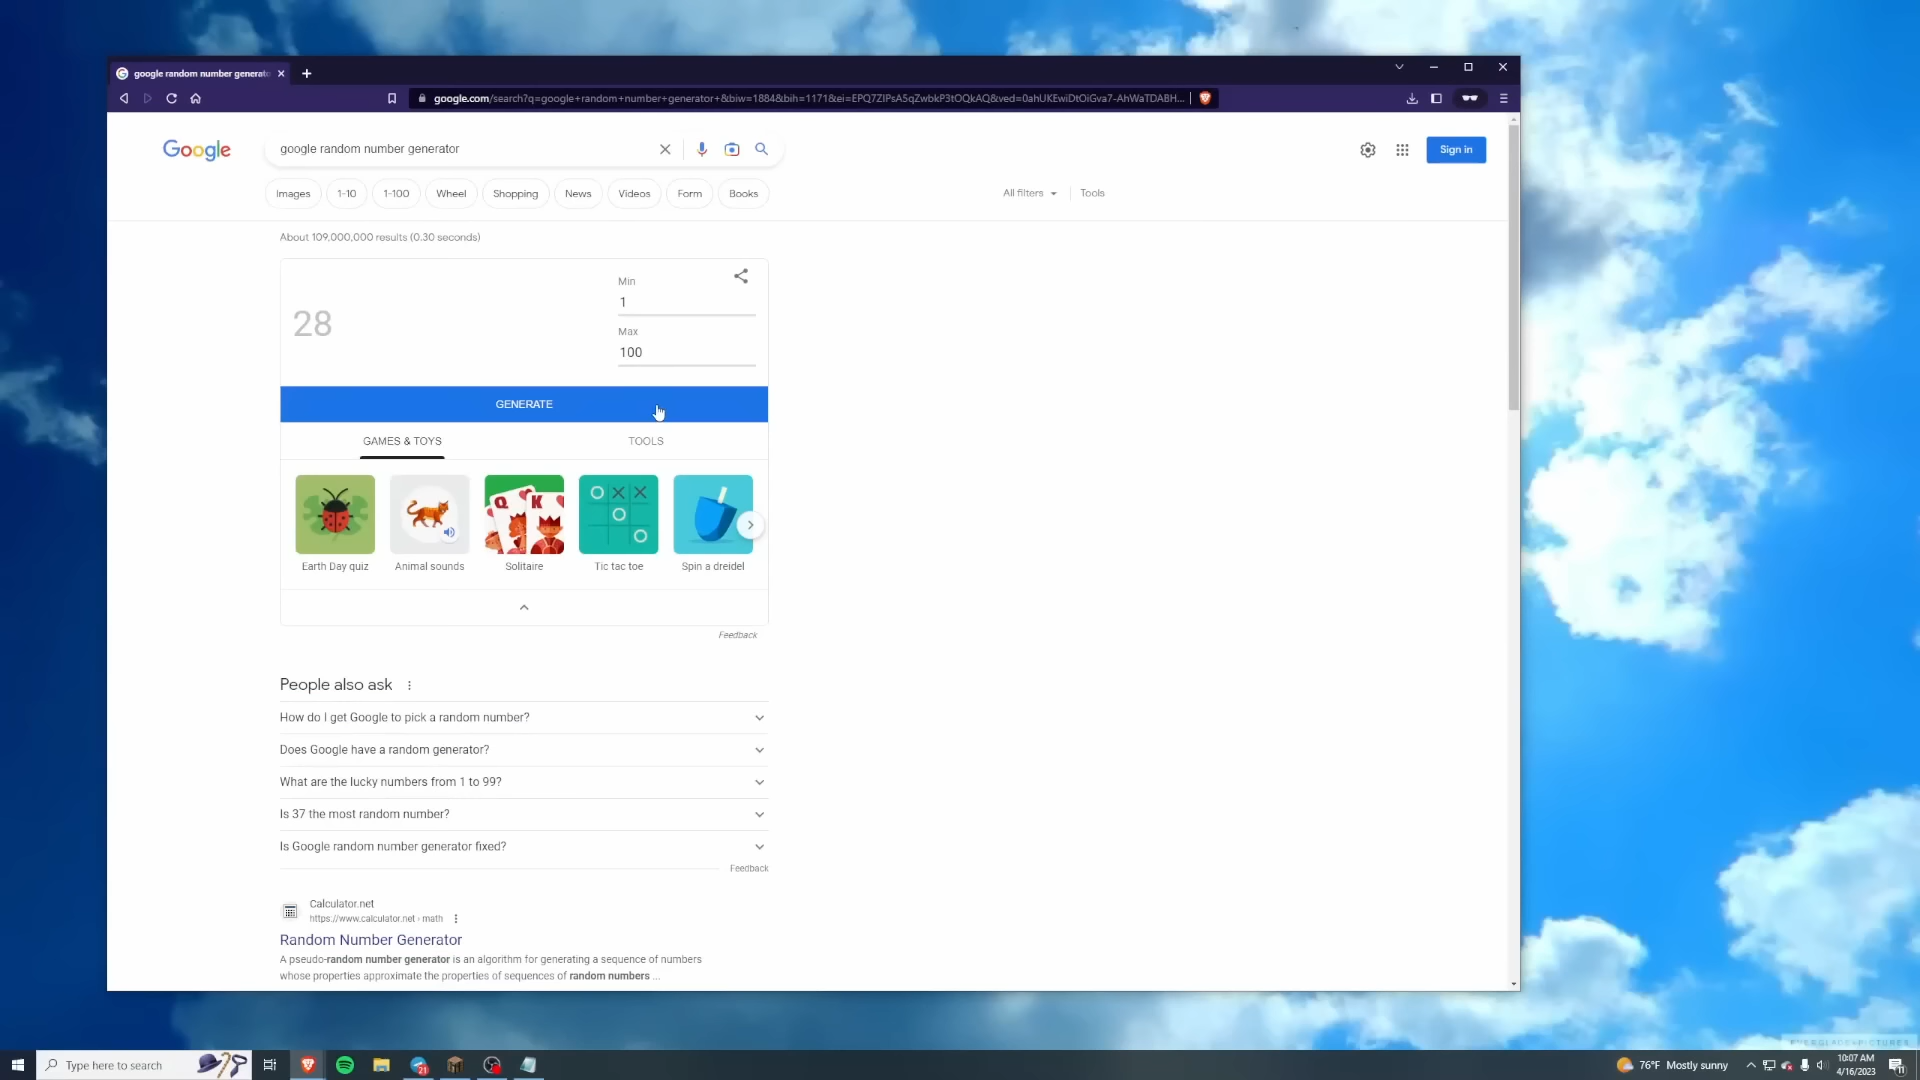 google random number generato
google.com/search?q=google+random+number+generator+&biw=1884&bih=1171&ei=EPQ7ZIPsA5qZwbkP3tOQkAQ&ved=0ahUKEwiDtOiGva7-AhWaTDABH...
Google
google random number generator
Sign in
Images
1-10
1-100
Wheel
Shopping
News
Videos
Form
Books
All filters
Tools
About 109,000,000 results (0.30 seconds)
28
Min
1
Max
100
GENERATE
GAMES & TOYS
TOOLS
Q
K
Earth Day quiz
Animal sounds
Solitaire
Tic tac toe
Spin a dreidel
Feedback
People also ask
How do I get Google to pick a random number?
Does Google have a random generator?
What are the lucky numbers from 1 to 99?
Is 37 the most random number?
Is Google random number generator fixed?
Feedback
Calculator.net
https://www.calculator.net › math
Random Number Generator
A pseudo-random number generator is an algorithm for generating a sequence of numbers
whose properties approximate the properties of sequences of random numbers ...
Type here to search
21
76°F Mostly sunny
10:07 AM
4/16/2023
11